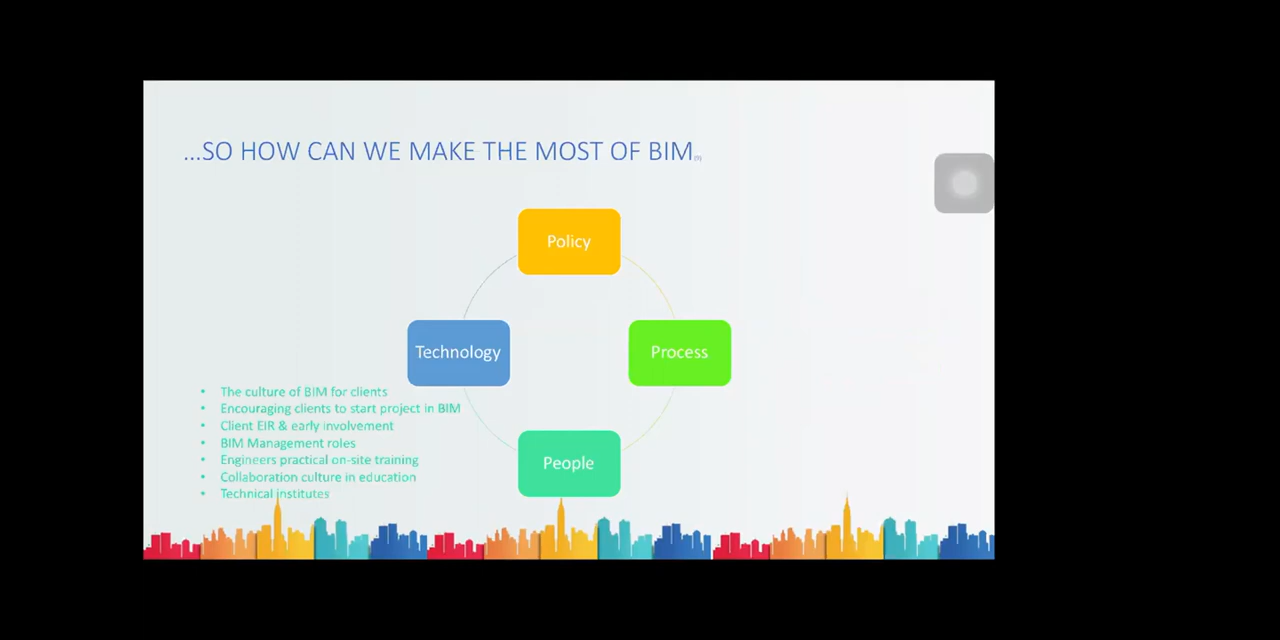 ...SO HOW CAN WE MAKE THE MOST OF BIM
Policy
Technology
Process
• The culture of BIM for clients
• Encouraging clients to start project in BIM
• Client EIR & early involvement
• BIM Management roles
• Engineers practical on-site training
• Collaboration culture in education
• Technical institutes
People